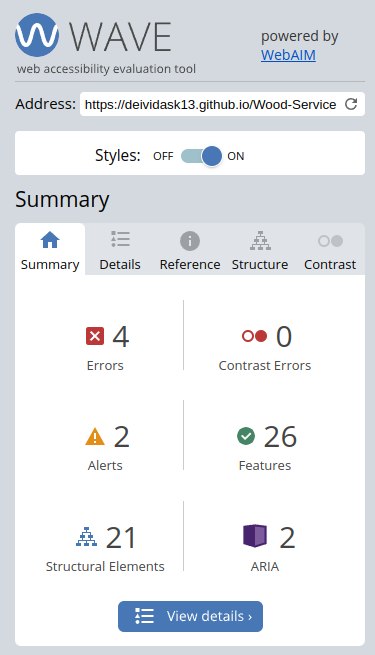 WAVE
web accessibility evaluation tool
powered by
WebAIM
Address: https://deividask13.github.io/Wood-Service
Styles: OFF ON
Summary
Summary Details Reference Structure Contrast
4 0
Errors Contrast Errors
2 26
Alerts Features
21 2
Structural Elements ARIA
View details ›